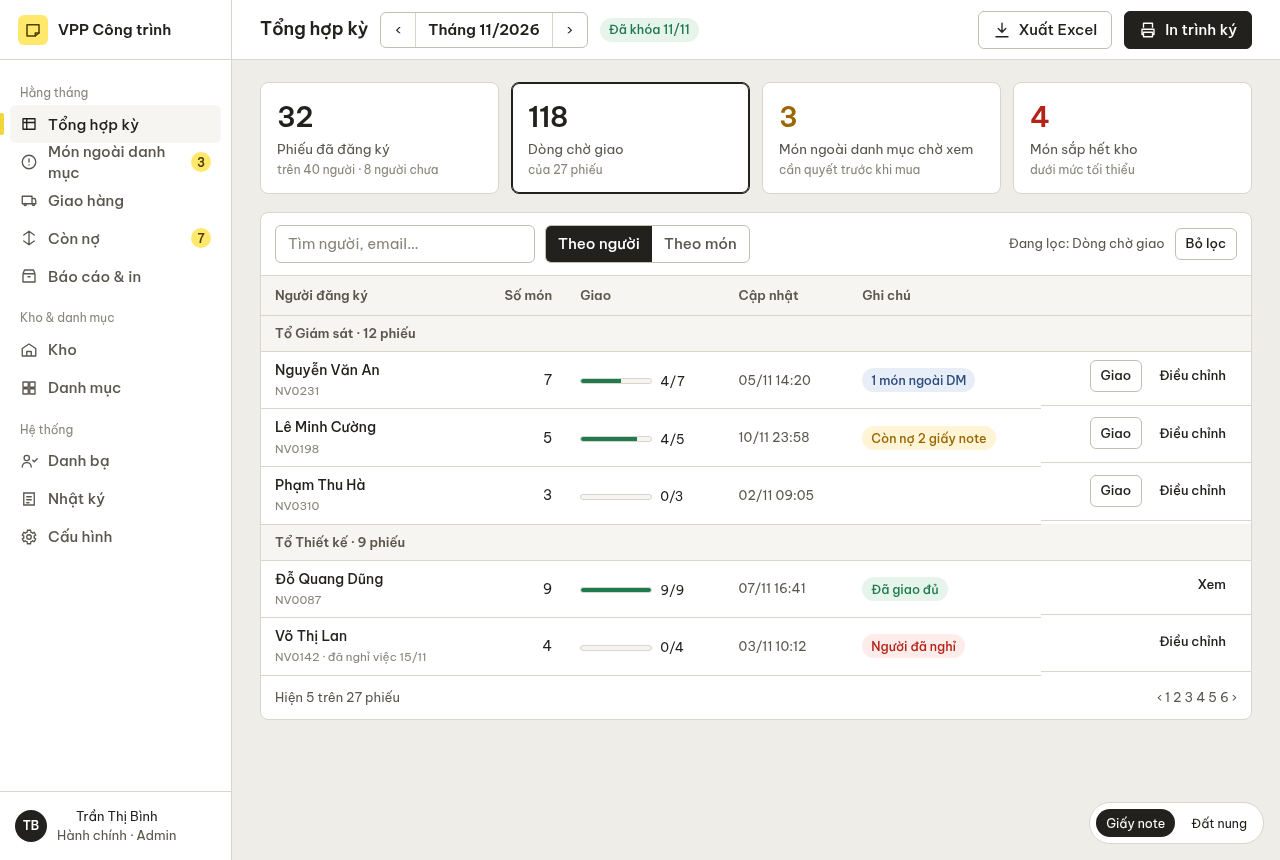 VPP Công trình
Tổng hợp kỳ
‹ Tháng 11/2026 ›
Đã khóa 11/11
Xuất Excel
In trình ký
Hằng tháng
Tổng hợp kỳ
Món ngoài danh mục 3
Giao hàng
Còn nợ 7
Báo cáo & in
Kho & danh mục
Kho
Danh mục
Hệ thống
Danh bạ
Nhật ký
Cấu hình
TB
Trần Thị Bình
Hành chính · Admin
32
Phiếu đã đăng ký
trên 40 người · 8 người chưa
118
Dòng chờ giao
của 27 phiếu
3
Món ngoài danh mục chờ xem
cần quyết trước khi mua
4
Món sắp hết kho
dưới mức tối thiểu
Tìm người, email…
Theo người
Theo món
Đang lọc: Dòng chờ giao
Bỏ lọc
Người đăng ký Số món Giao Cập nhật Ghi chú
Tổ Giám sát · 12 phiếu
Nguyễn Văn An 7 4/7 05/11 14:20 1 món ngoài DM Giao Điều chỉnh
NV0231
Lê Minh Cường 5 4/5 10/11 23:58 Còn nợ 2 giấy note Giao Điều chỉnh
NV0198
Phạm Thu Hà 3 0/3 02/11 09:05 Giao Điều chỉnh
NV0310
Tổ Thiết kế · 9 phiếu
Đỗ Quang Dũng 9 9/9 07/11 16:41 Đã giao đủ Xem
NV0087
Võ Thị Lan 4 0/4 03/11 10:12 Người đã nghỉ Điều chỉnh
NV0142 · đã nghỉ việc 15/11
Hiện 5 trên 27 phiếu
‹ 1 2 3 4 5 6 ›
Giấy note
Đất nung